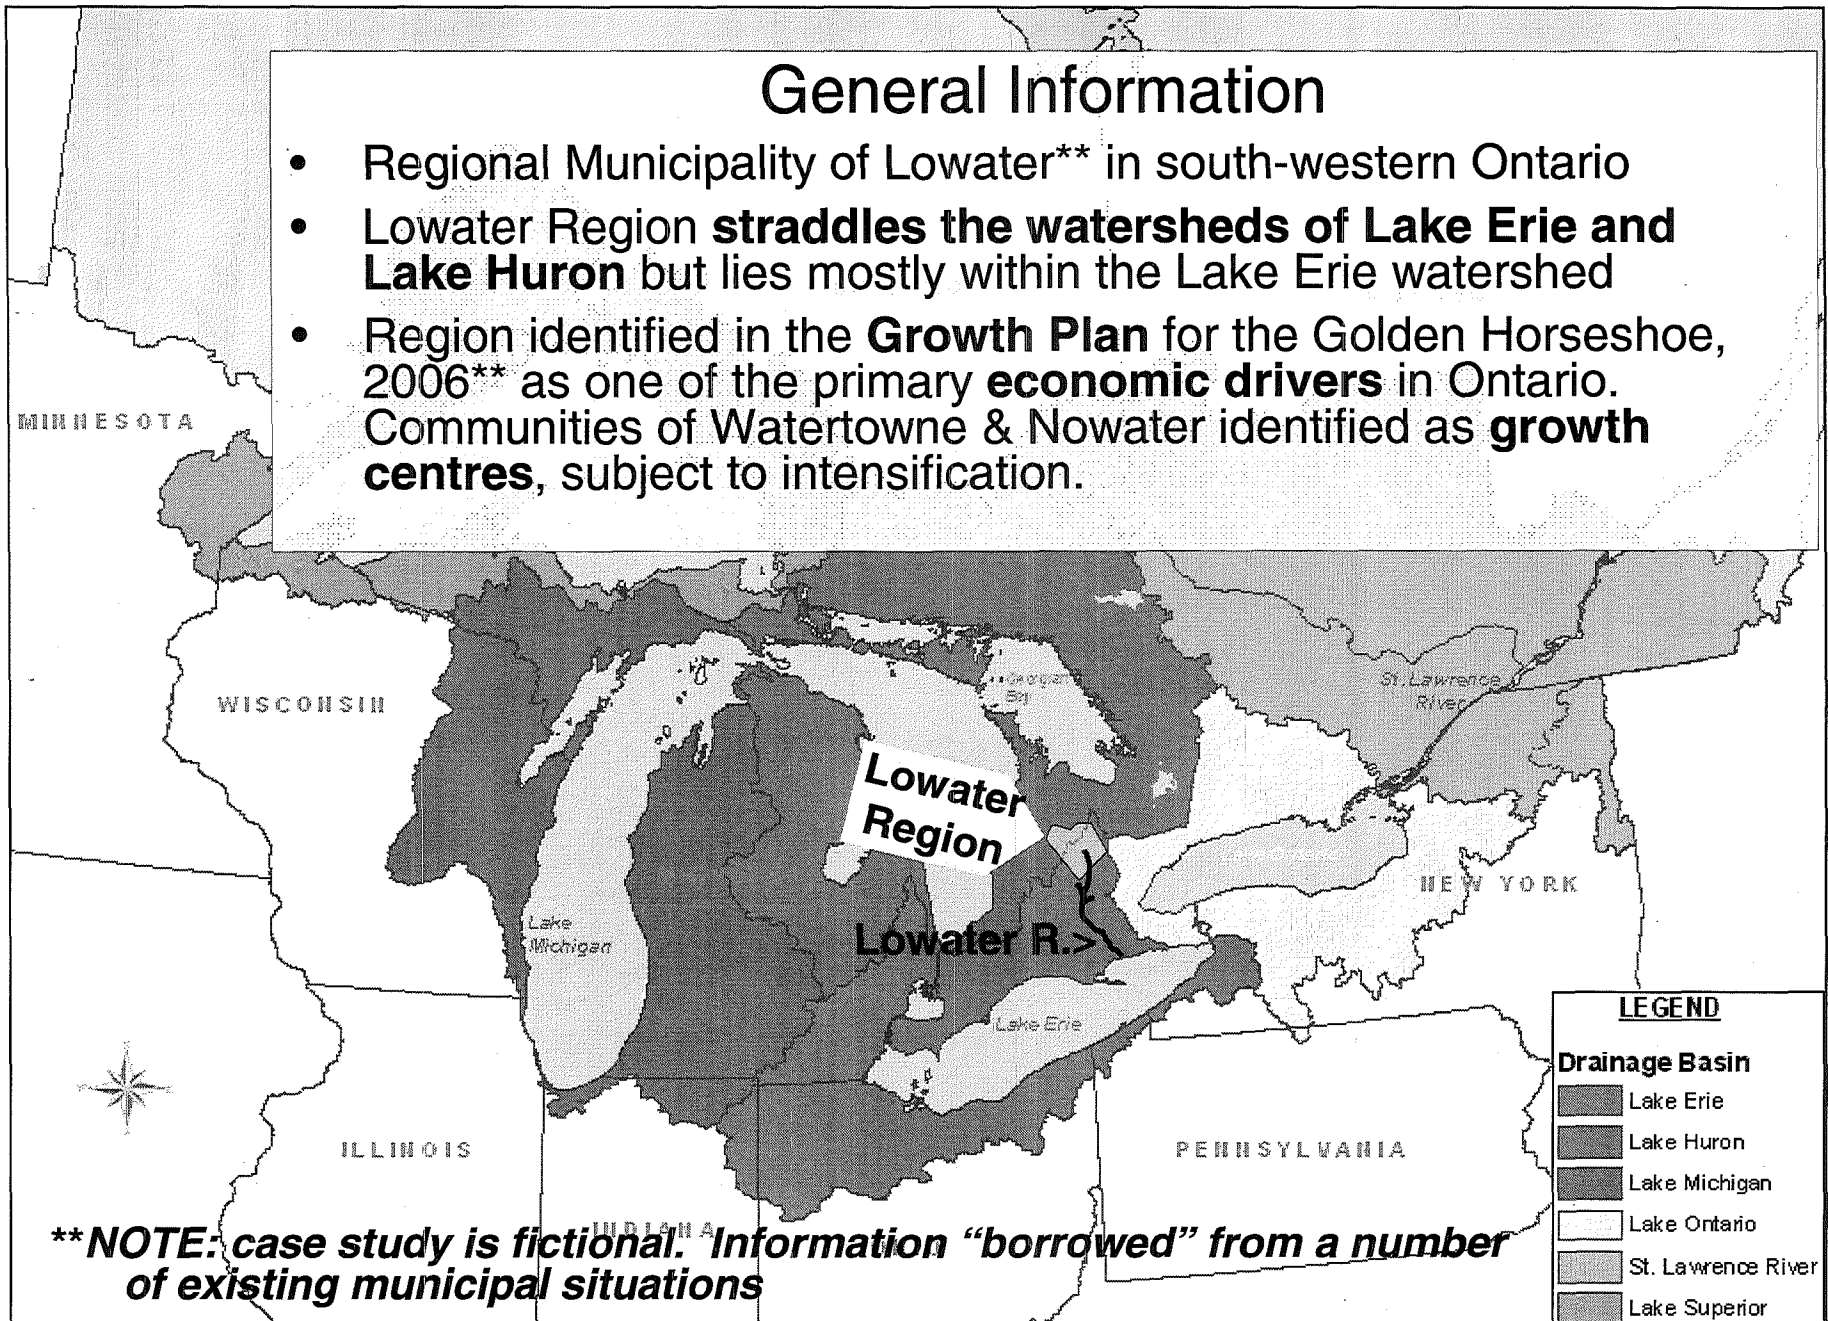 General Information
• Regional Municipality of Lowater** in south-western Ontario
• Lowater Region straddles the watersheds of Lake Erie and
Lake Huron but lies mostly within the Lake Erie watershed
• Region identified in the Growth Plan for the Golden Horseshoe,
2006** as one of the primary economic drivers in Ontario.
Communities of Watertowne & Nowater identified as growth
centres, subject to intensification.
MINNESOTA
WISCONSIN
Georgian
Bay
St. Lawrence
River
Lowater
Region
NEW YORK
Lake
Michigan
Lowater R.>
Lake Erie
ILLINOIS
INDIANA
PENNSYLVANIA
LEGEND
Drainage Basin
Lake Erie
Lake Huron
Lake Michigan
Lake Ontario
St. Lawrence River
Lake Superior
**NOTE: case study is fictional. Information “borrowed” from a number
of existing municipal situations